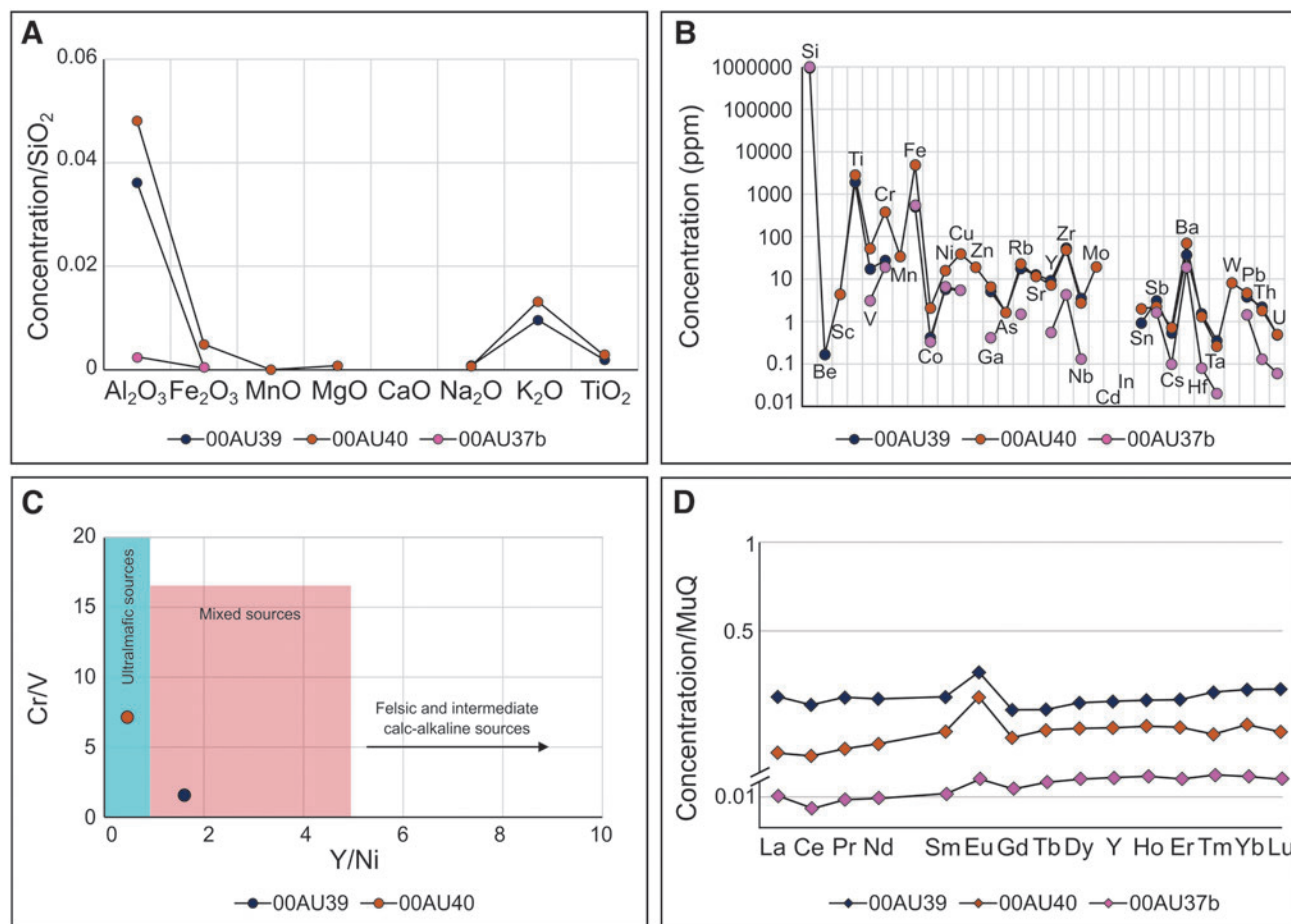 A
0.06
0.04
0.02
0
Concentration/SiO₂
Al₂O₃ Fe₂O₃ MnO MgO CaO Na₂O K₂O TiO₂
00AU39 00AU40 00AU37b
B
1000000
100000
10000
1000
100
10
1
0.1
0.01
Concentration (ppm)
Si
Be
Sc
Ti
V
Cr
Mn
Fe
Co
Ni
Cu
Zn
Ga
As
Rb
Sr
Y
Zr
Nb
Mo
Cd
In
Sn
Sb
Cs
Ba
Hf
Ta
W
Pb
Th
U
00AU39 00AU40 00AU37b
C
20
15
10
5
0
Cr/V
Ultralmafic sources
Mixed sources
Felsic and intermediate
calc-alkaline sources
0 2 4 6 8 10
Y/Ni
00AU39 00AU40
D
1
0.5
0.01
Concentratoion/MuQ
La Ce Pr Nd Sm Eu Gd Tb Dy Y Ho Er Tm Yb Lu
00AU39 00AU40 00AU37b